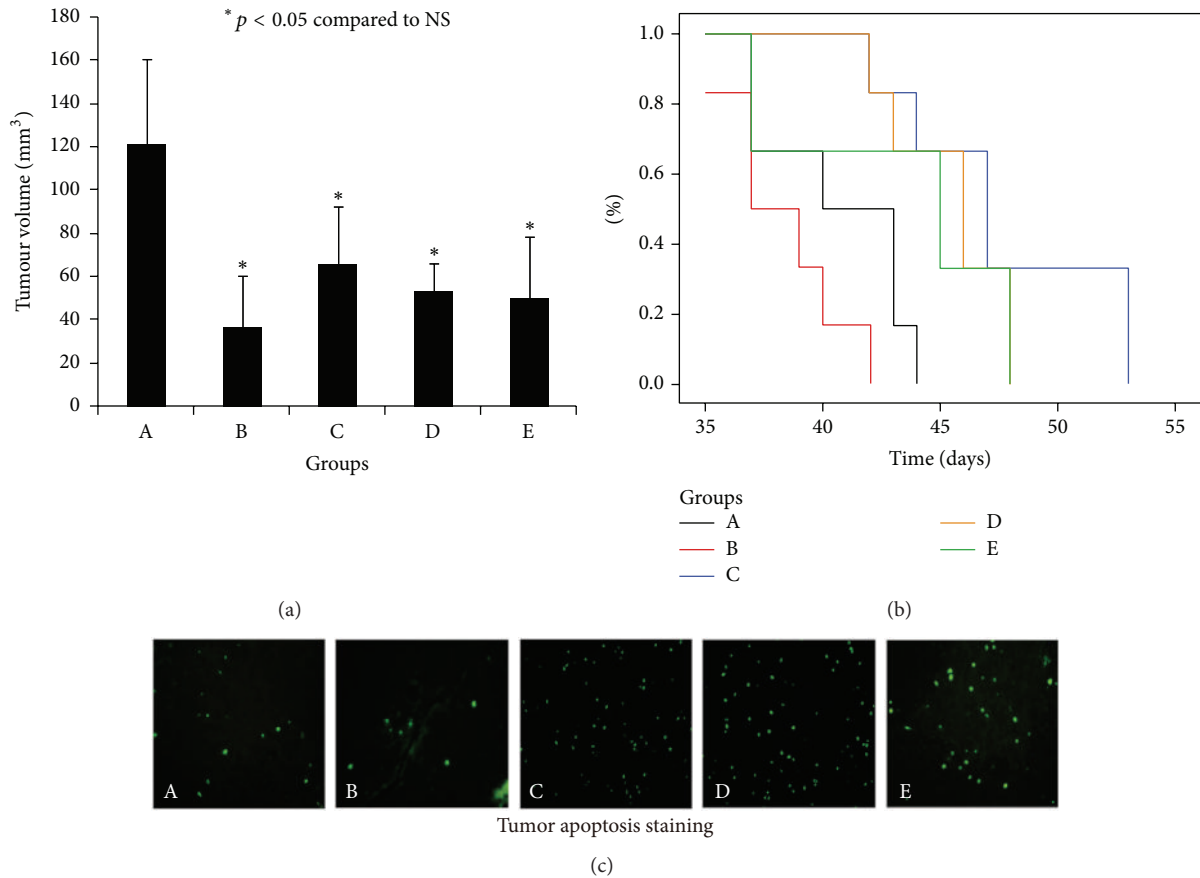 * p < 0.05 compared to NS
180
160
140
120
100
80
60
40
20
0
Tumour volume (mm³)
*
*
*
*
A B C D E
Groups
(a)
1.0
0.8
0.6
0.4
0.2
0.0
(%)
35 40 45 50 55
Time (days)
Groups
A D
B E
C
(b)
A B C D E
Tumor apoptosis staining
(c)